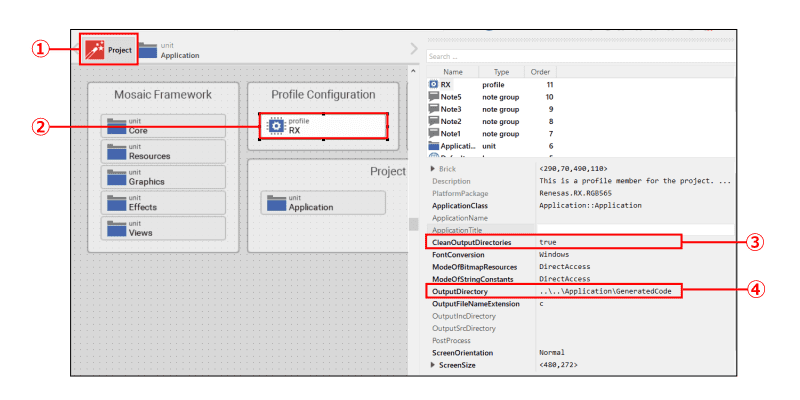 ①
Project
unit
Application
Search ...
Name Type Order
RX profile 11
Note5 note group 10
Note3 note group 9
Note2 note group 8
Note1 note group 7
Applicati... unit 6
Mosaic Framework
unit
Core
unit
Resources
unit
Graphics
unit
Effects
unit
Views
Profile Configuration
②
profile
RX
Project
unit
Application
Brick <290,70,490,110>
Description This is a profile member for the project. ...
PlatformPackage Renesas.RX.RGB565
ApplicationClass Application::Application
ApplicationName
ApplicationTitle
CleanOutputDirectories true
③
FontConversion Windows
ModeOfBitmapResources DirectAccess
ModeOfStringConstants DirectAccess
OutputDirectory ..\..\Application\GeneratedCode
④
OutputFileNameExtension c
OutputIncDirectory
OutputSrcDirectory
PostProcess
ScreenOrientation Normal
ScreenSize <480,272>